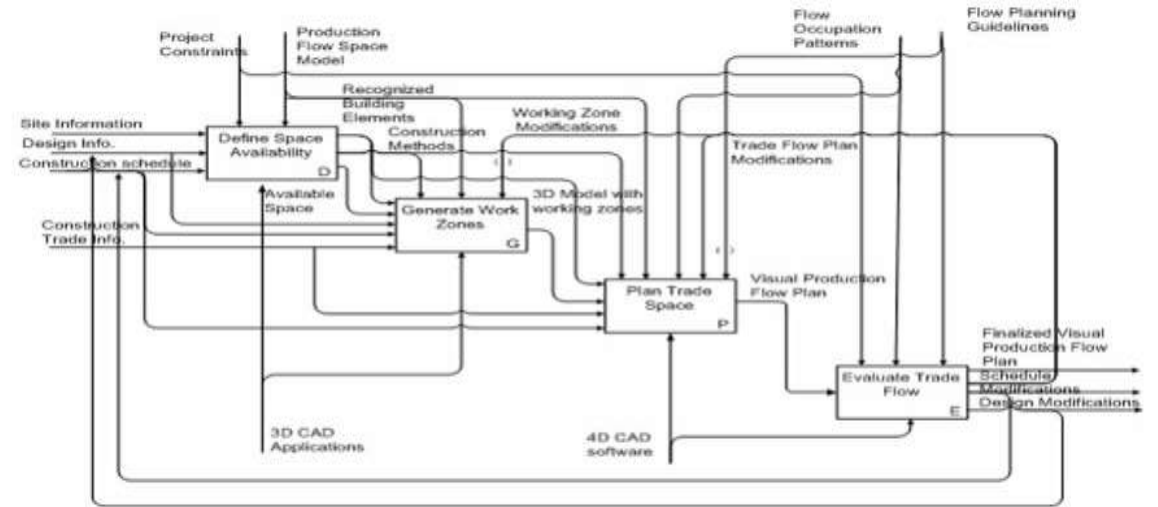 Project
Constraints
Production
Flow Space
Model
Flow
Occupation
Patterns
Flow Planning
Guidelines
Recognized
Building
Elements
Working Zone
Modifications
Site Information
Design Info.
Construction schedule
Define Space
Availability
D
Construction
Methods
Trade Flow Plan
Modifications
( )
Available
Space
3D Model with
working zones
Generate Work
Zones
G
Construction
Trade Info.
( )
Plan Trade
Space
P
Visual Production
Flow Plan
Finalized Visual
Production Flow
Plan
Schedule
Modifications
Design Modifications
Evaluate Trade
Flow
E
3D CAD
Applications
4D CAD
software